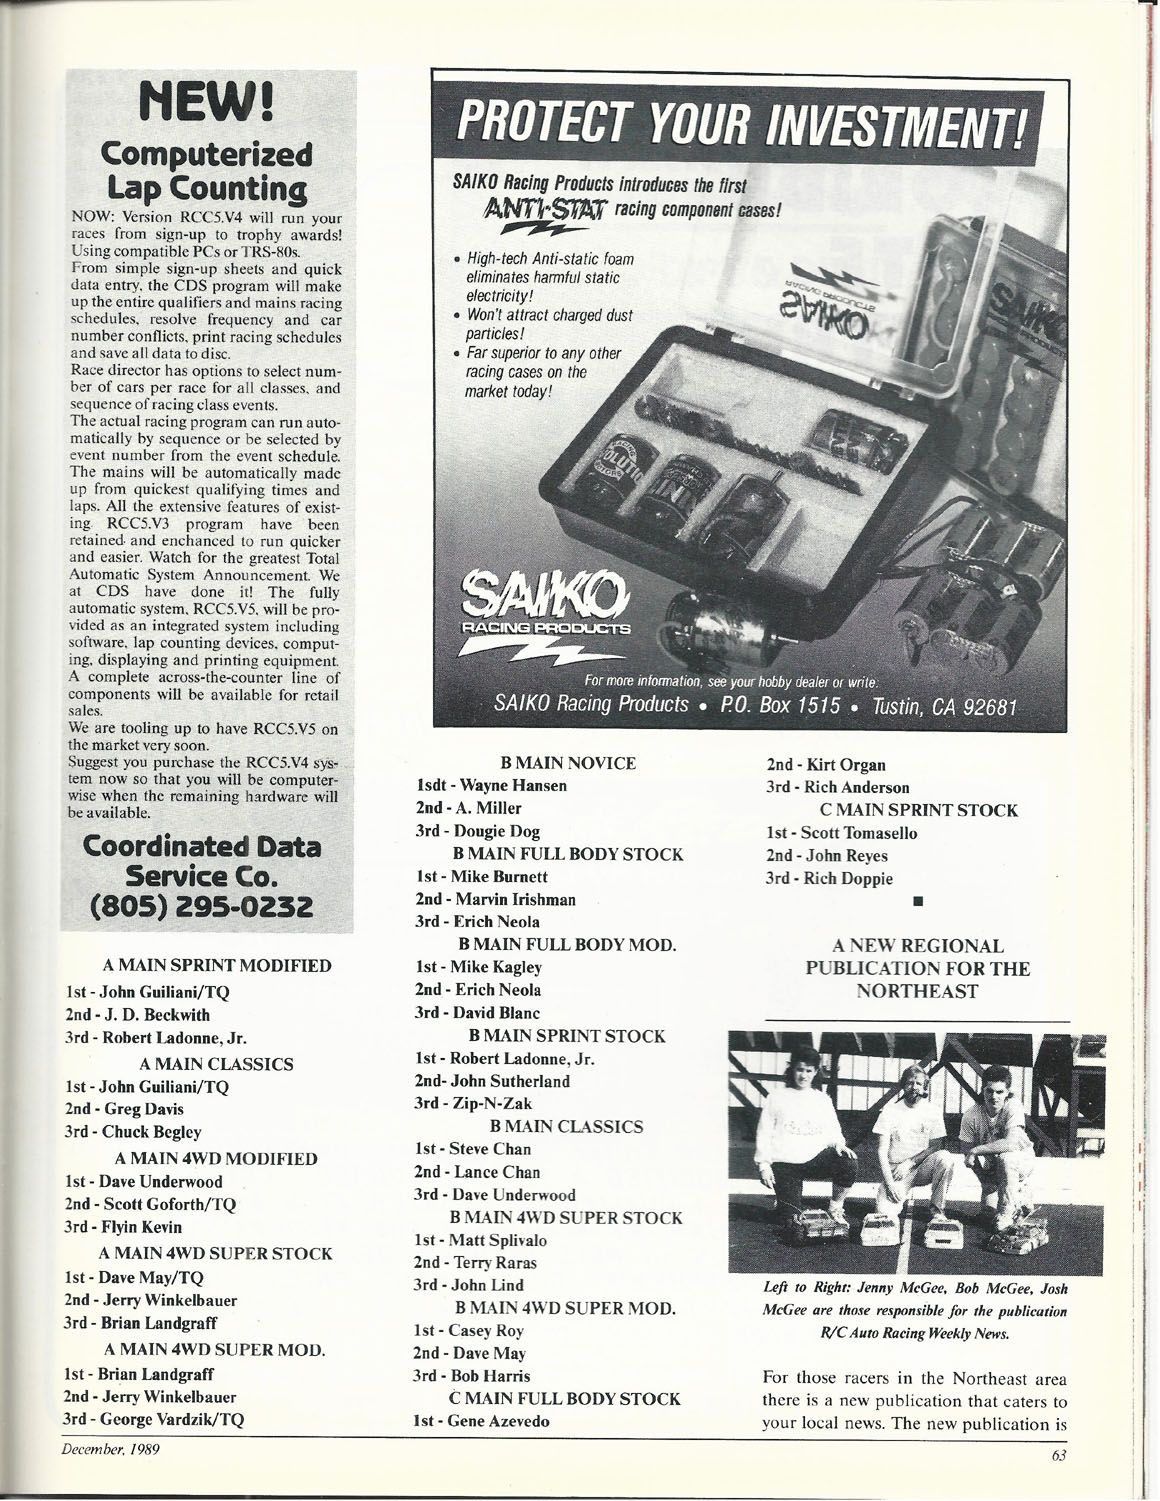 NEW!
Computerized
Lap Counting
NOW: Version RCC5.V4 will run your
races from sign-up to trophy awards!
Using compatible PCs or TRS-80s.
From simple sign-up sheets and quick
data entry, the CDS program will make
up the entire qualifiers and mains racing
schedules, resolve frequency and car
number conflicts, print racing schedules
and save all data to disc.
Race director has options to select num-
ber of cars per race for all classes, and
sequence of racing class events.
The actual racing program can run auto-
matically by sequence or be selected by
event number from the event schedule.
The mains will be automatically made
up from quickest qualifying times and
laps. All the extensive features of exist-
ing RCC5.V3 program have been
retained and enchanced to run quicker
and easier. Watch for the greatest Total
Automatic System Announcement. We
at CDS have done it! The fully
automatic system, RCC5.V5, will be pro-
vided as an integrated system including
software, lap counting devices, comput-
ing, displaying and printing equipment.
A complete across-the-counter line of
components will be available for retail
sales.
We are tooling up to have RCC5.V5 on
the market very soon.
Suggest you purchase the RCC5.V4 sys-
tem now so that you will be computer-
wise when the remaining hardware will
be available.
Coordinated Data
Service Co.
(805) 295-0232
A MAIN SPRINT MODIFIED
1st - John Guiliani/TQ
2nd - J. D. Beckwith
3rd - Robert Ladonne, Jr.
A MAIN CLASSICS
1st - John Guiliani/TQ
2nd - Greg Davis
3rd - Chuck Begley
A MAIN 4WD MODIFIED
1st - Dave Underwood
2nd - Scott Goforth/TQ
3rd - Flyin Kevin
A MAIN 4WD SUPER STOCK
1st - Dave May/TQ
2nd - Jerry Winkelbauer
3rd - Brian Landgraff
A MAIN 4WD SUPER MOD.
1st - Brian Landgraff
2nd - Jerry Winkelbauer
3rd - George Vardzik/TQ
PROTECT YOUR INVESTMENT!
SAIKO Racing Products introduces the first
ANTI-STAT racing component cases!
• High-tech Anti-static foam
eliminates harmful static
electricity!
• Won't attract charged dust
particles!
• Far superior to any other
racing cases on the
market today!
SAIKO
RACING PRODUCTS
SAIKO
SAIKO
RACING PRODUCTS
For more information, see your hobby dealer or write:
SAIKO Racing Products • P.O. Box 1515 • Tustin, CA 92681
B MAIN NOVICE
1sdt - Wayne Hansen
2nd - A. Miller
3rd - Dougie Dog
B MAIN FULL BODY STOCK
1st - Mike Burnett
2nd - Marvin Irishman
3rd - Erich Neola
B MAIN FULL BODY MOD.
1st - Mike Kagley
2nd - Erich Neola
3rd - David Blanc
B MAIN SPRINT STOCK
1st - Robert Ladonne, Jr.
2nd- John Sutherland
3rd - Zip-N-Zak
B MAIN CLASSICS
1st - Steve Chan
2nd - Lance Chan
3rd - Dave Underwood
B MAIN 4WD SUPER STOCK
1st - Matt Splivalo
2nd - Terry Raras
3rd - John Lind
B MAIN 4WD SUPER MOD.
1st - Casey Roy
2nd - Dave May
3rd - Bob Harris
C MAIN FULL BODY STOCK
1st - Gene Azevedo
2nd - Kirt Organ
3rd - Rich Anderson
C MAIN SPRINT STOCK
1st - Scott Tomasello
2nd - John Reyes
3rd - Rich Doppie
A NEW REGIONAL
PUBLICATION FOR THE
NORTHEAST
Left to Right: Jenny McGee, Bob McGee, Josh
McGee are those responsible for the publication
R/C Auto Racing Weekly News.
For those racers in the Northeast area
there is a new publication that caters to
your local news. The new publication is
December, 1989
63